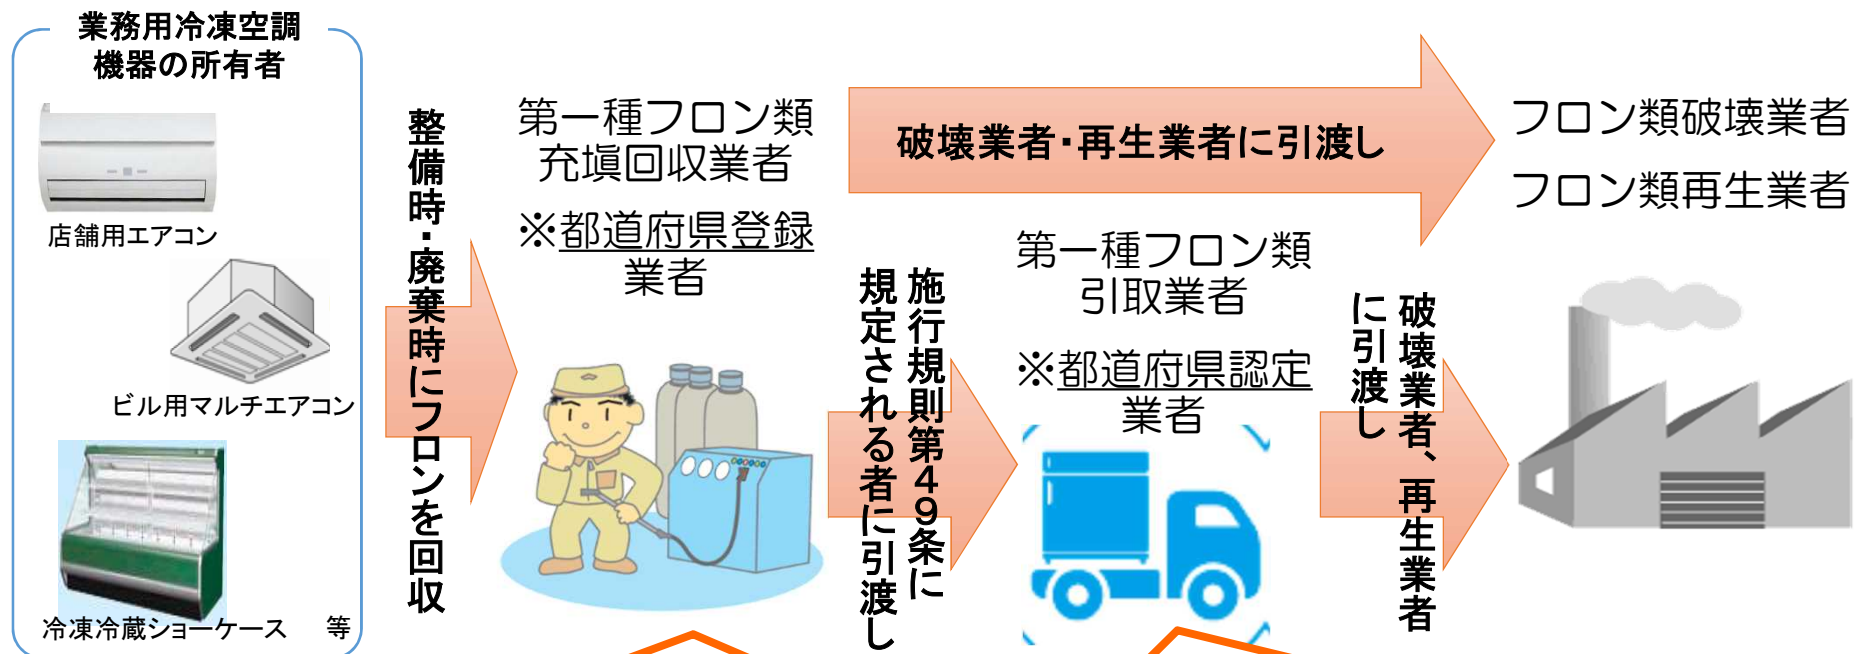 業務用冷凍空調
機器の所有者
店舗用エアコン
ビル用マルチエアコン
冷凍冷蔵ショーケース　等
整備時・廃棄時にフロンを回収
第一種フロン類
充塡回収業者
※都道府県登録
業者
破壊業者・再生業者に引渡し
施行規則第４９条に
規定される者に引渡し
第一種フロン類
引取業者
※都道府県認定
業者
破壊業者、再生業者
に引渡し
フロン類破壊業者
フロン類再生業者